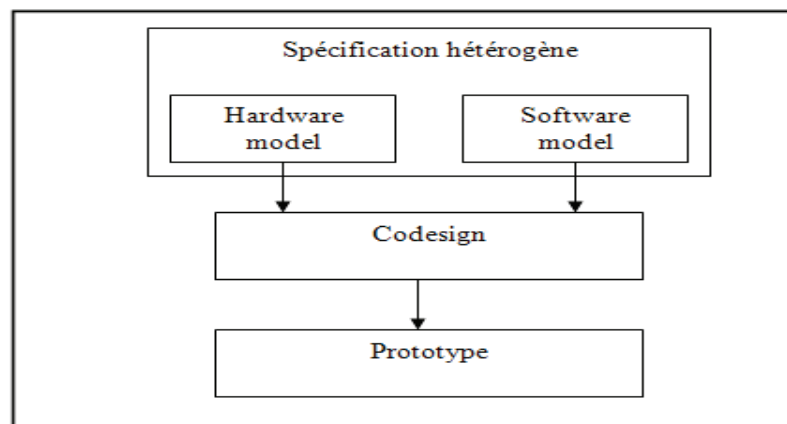 Spécification hétérogène
Hardware
model
Software
model
Codesign
Prototype